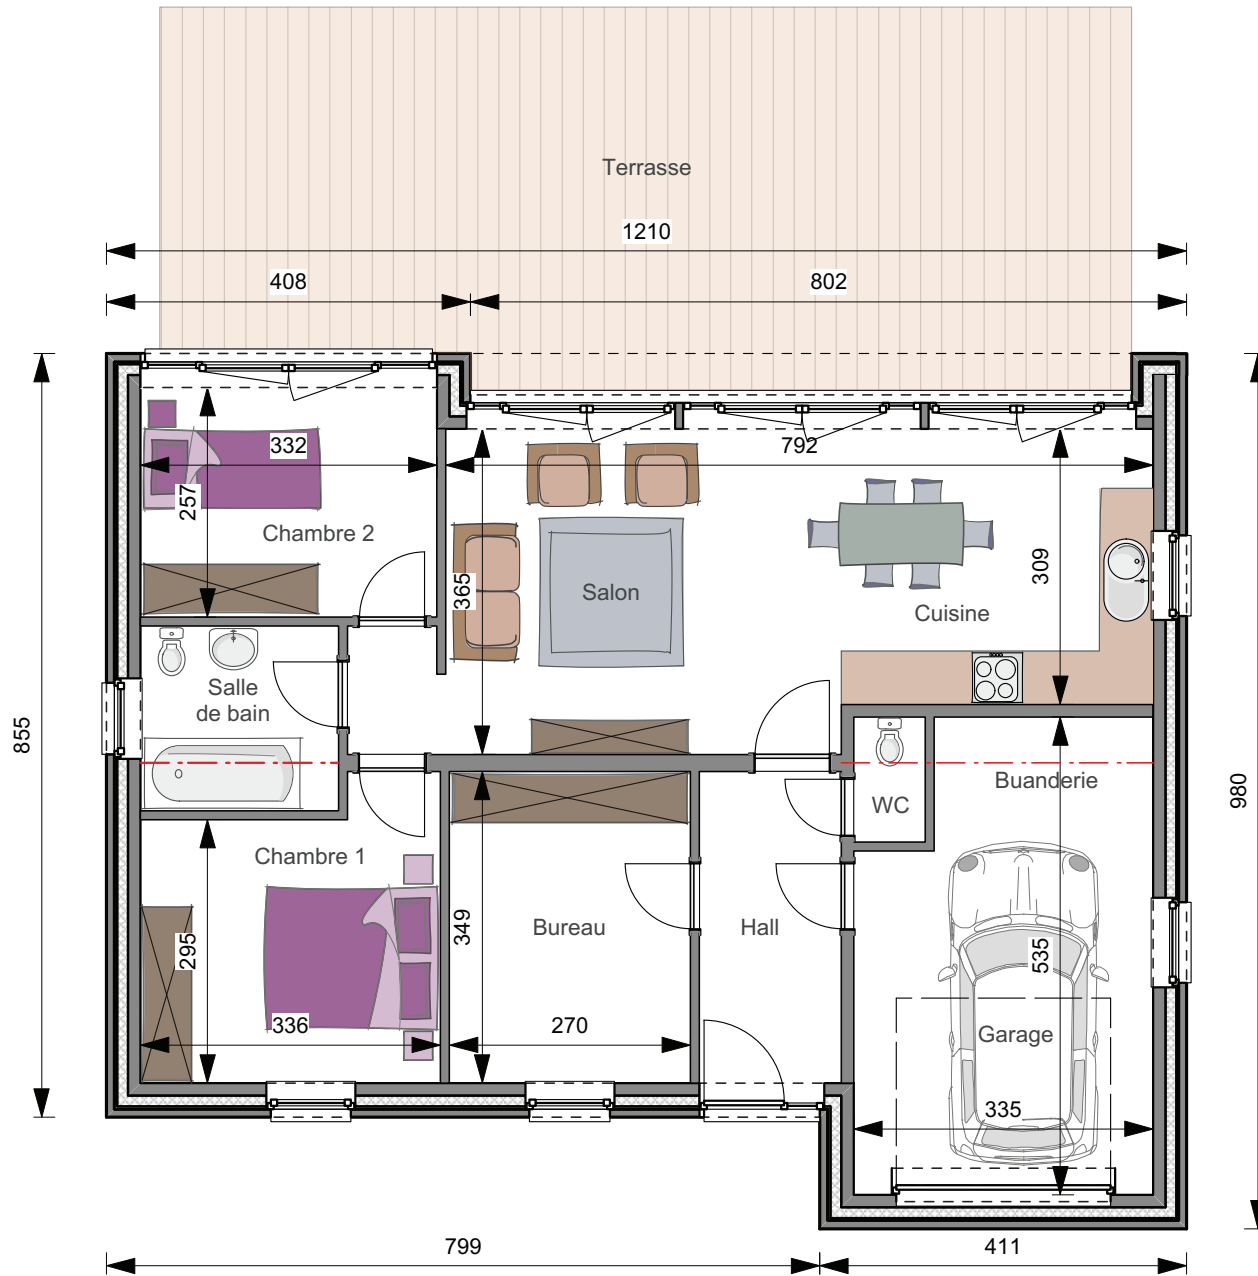 Terrasse
1210
408
802
332
792
257
Chambre 2
365
Salon
309
Cuisine
Salle
de bain
855
980
Buanderie
WC
Chambre 1
349
Bureau
Hall
295
535
336
270
Garage
335
799
411